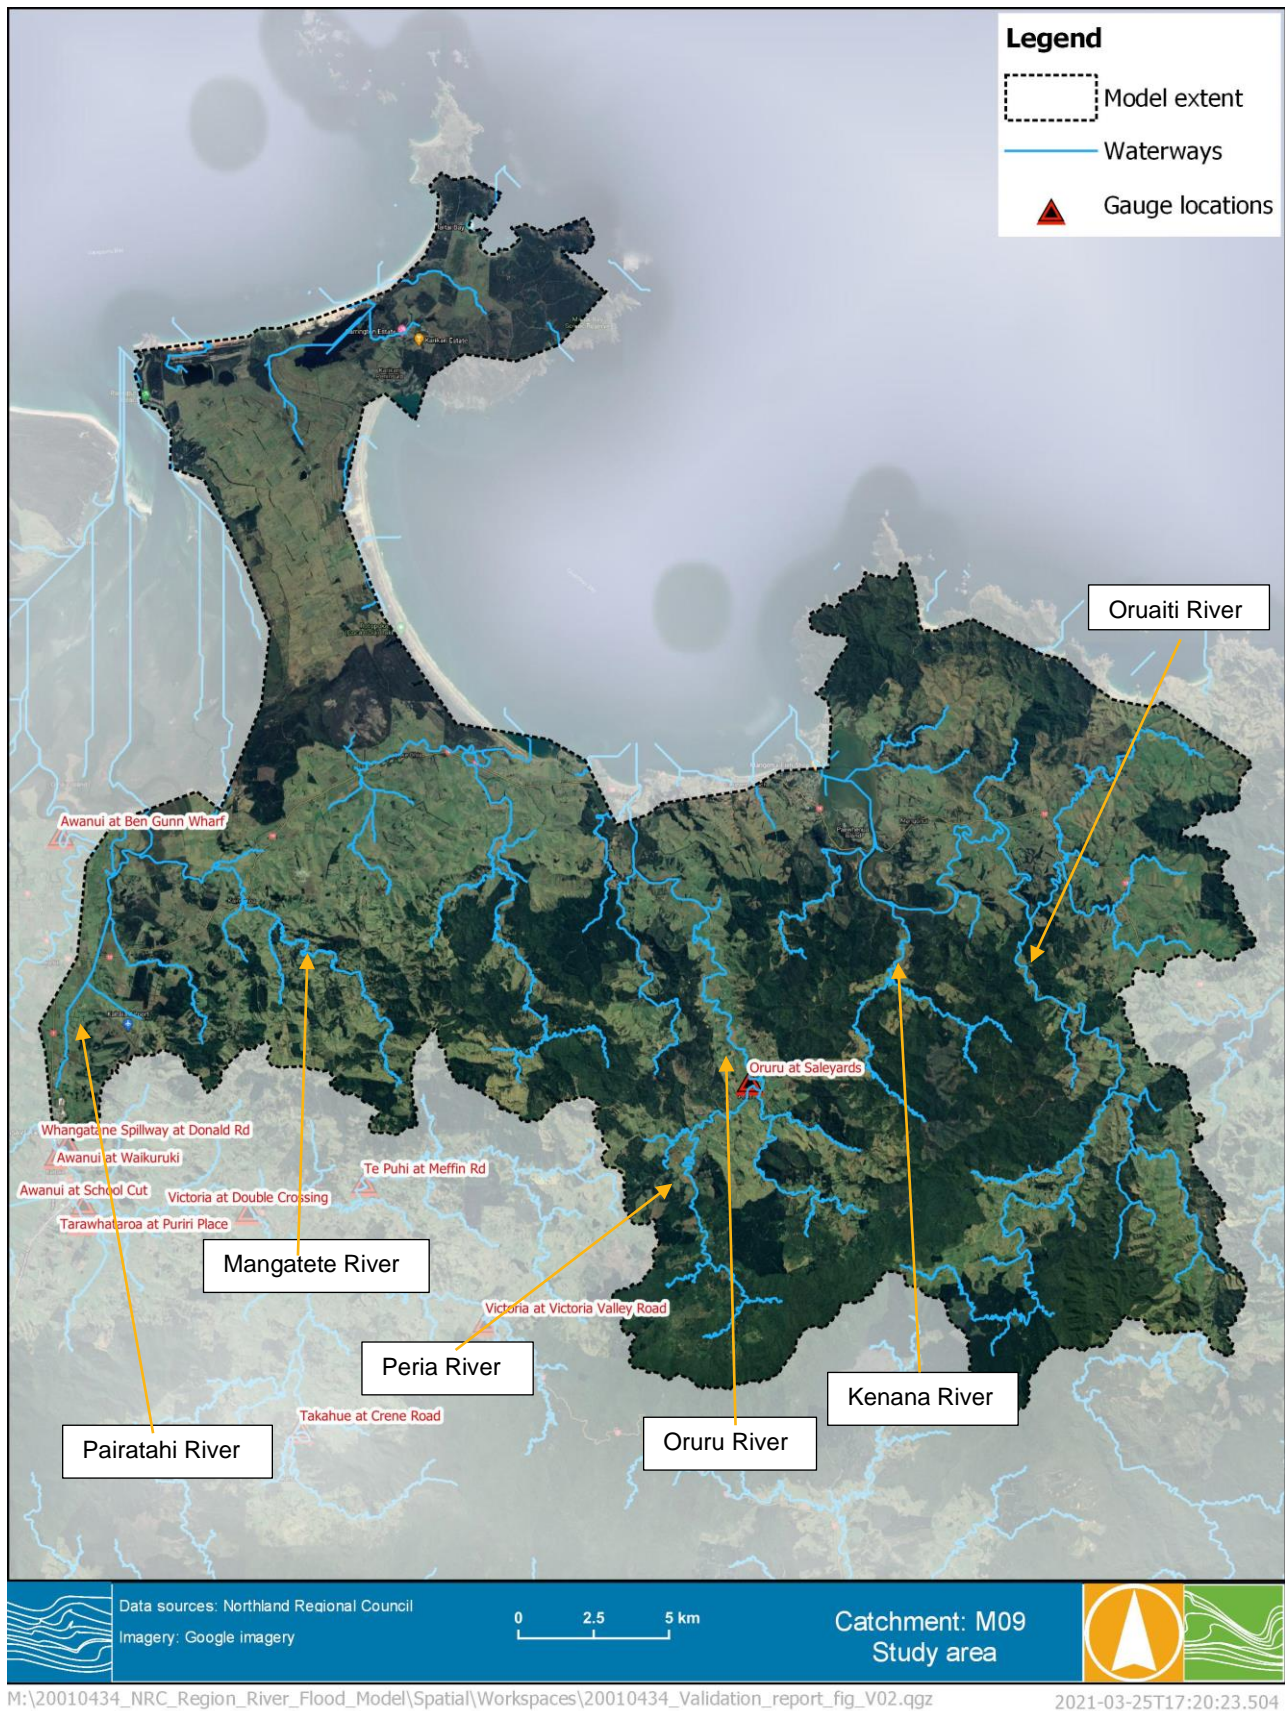 Legend
Model extent
Waterways
Gauge locations
Karikari Estate
Oruaiti River
Awanui at Ben Gunn Wharf
Oruru at Saleyards
Whangatane Spillway at Donald Rd
Awanui at Waikuruki
Te Puhi at Meffin Rd
Awanui at School Cut
Victoria at Double Crossing
Tarawhataroa at Puriri Place
Mangatete River
Victoria at Victoria Valley Road
Peria River
Kenana River
Takahue at Crene Road
Pairatahi River
Oruru River
Data sources: Northland Regional Council
Imagery: Google imagery
0 2.5 5 km
Catchment: M09
Study area
M:\20010434_NRC_Region_River_Flood_Model\Spatial\Workspaces\20010434_Validation_report_fig_V02.qgz
2021-03-25T17:20:23.504